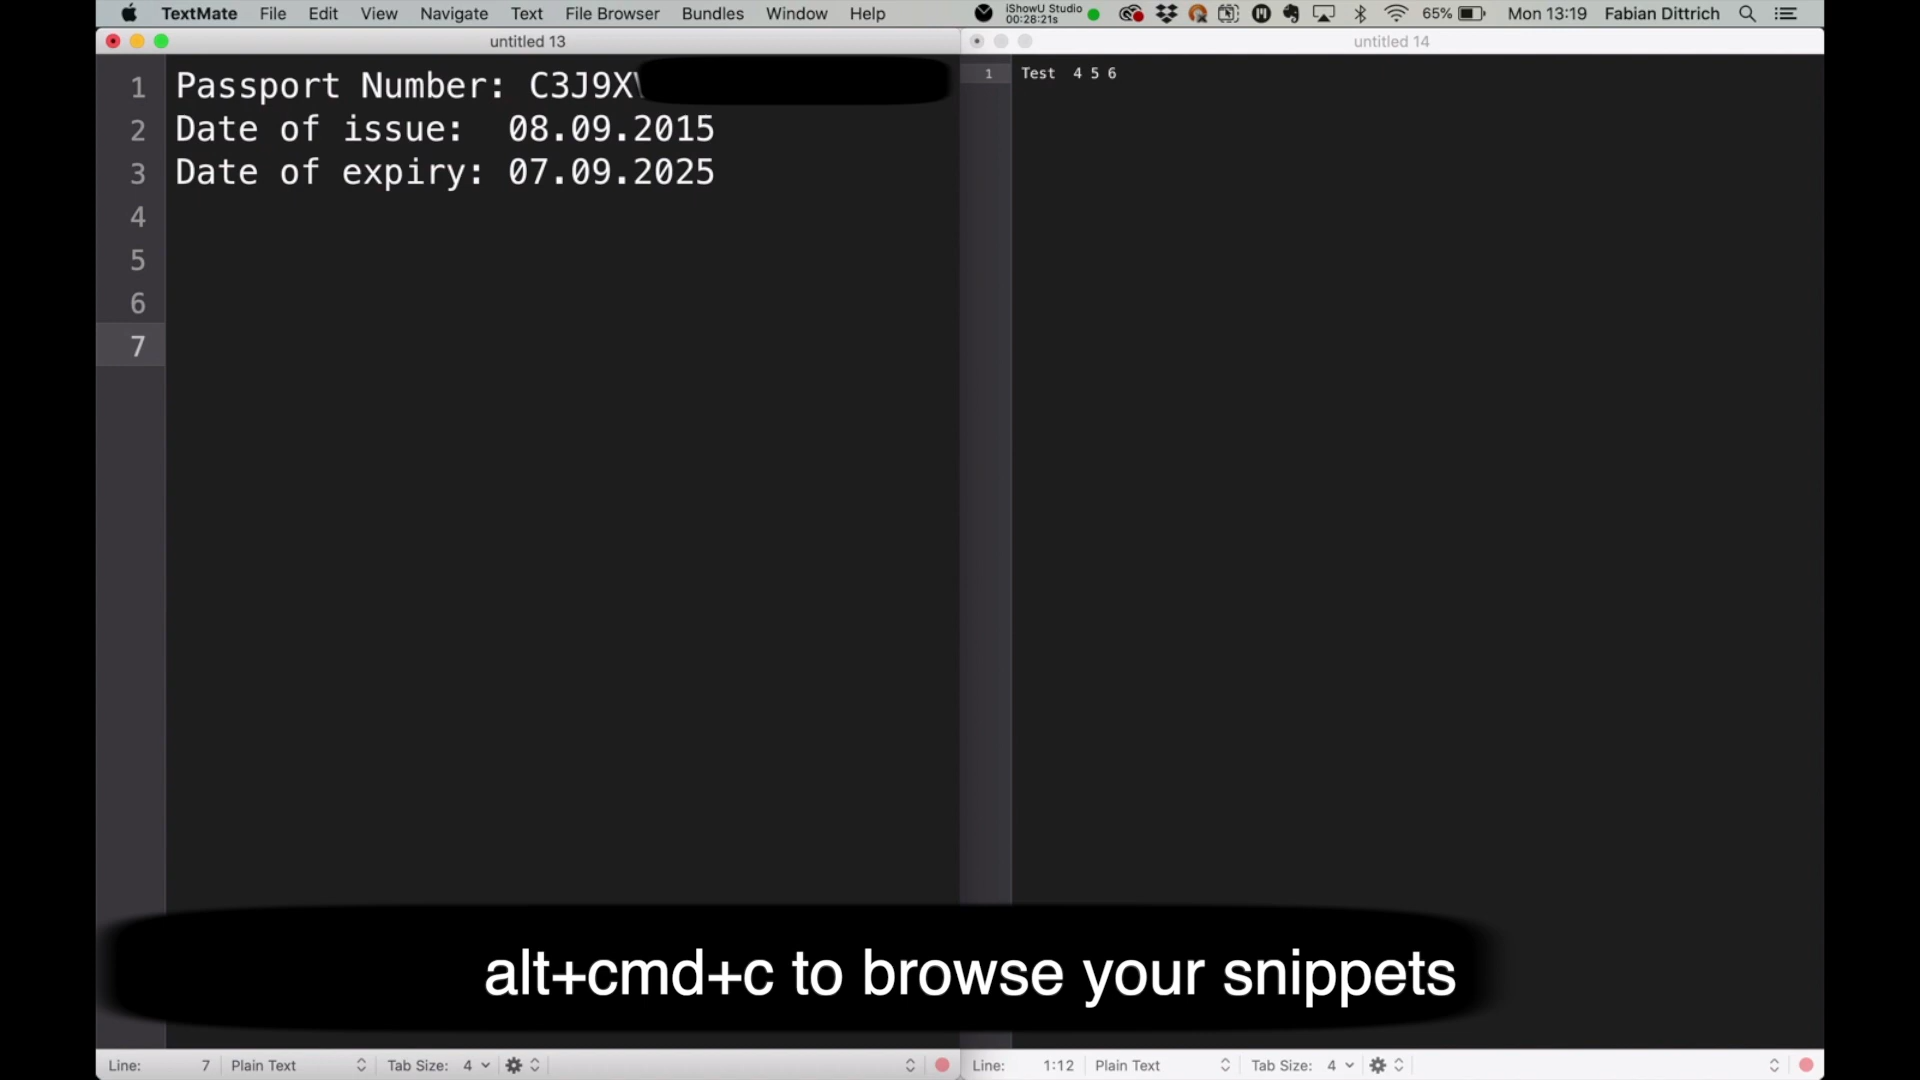 TextMate File Edit View Navigate Text File Browser Bundles Window Help iShowU Studio 00:28:21s 65% Mon 13:19 Fabian Dittrich
untitled 13
1 Passport Number: C3J9X
2 Date of issue: 08.09.2015
3 Date of expiry: 07.09.2025
4
5
6
7
untitled 14
1 Test 4 5 6
alt+cmd+c to browse your snippets
Line: 7 Plain Text Tab Size: 4
Line: 1:12 Plain Text Tab Size: 4